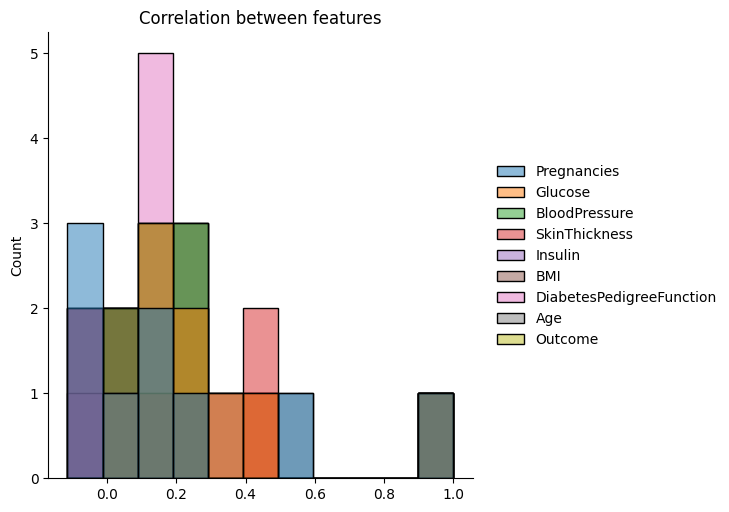 Correlation between features
5
4
3
2
1
0
Count
0.0 0.2 0.4 0.6 0.8 1.0
Pregnancies
Glucose
BloodPressure
SkinThickness
Insulin
BMI
DiabetesPedigreeFunction
Age
Outcome